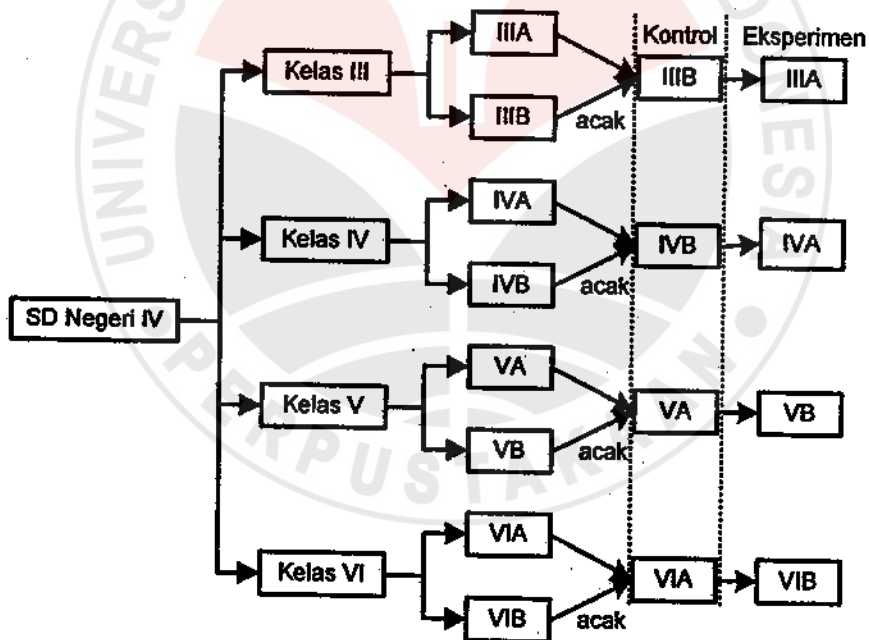 Kontrol Eksperimen
SD Negeri IV
Kelas III
IIIA
IIIB
acak
IIIB
IIIA
Kelas IV
IVA
IVB
acak
IVB
IVA
Kelas V
VA
VB
acak
VA
VB
Kelas VI
VIA
VIB
acak
VIA
VIB
PERPUSTAKAAN